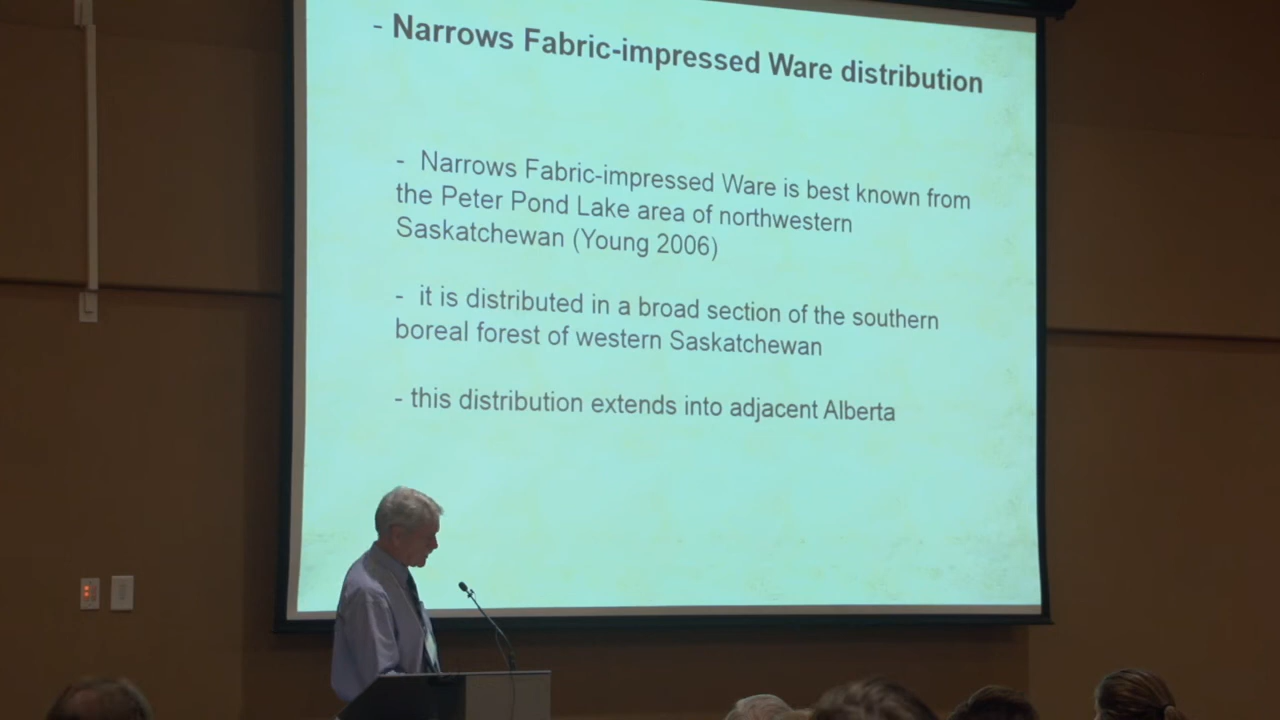 - Narrows Fabric-impressed Ware distribution
- Narrows Fabric-impressed Ware is best known from
the Peter Pond Lake area of northwestern
Saskatchewan (Young 2006)
- it is distributed in a broad section of the southern
boreal forest of western Saskatchewan
- this distribution extends into adjacent Alberta